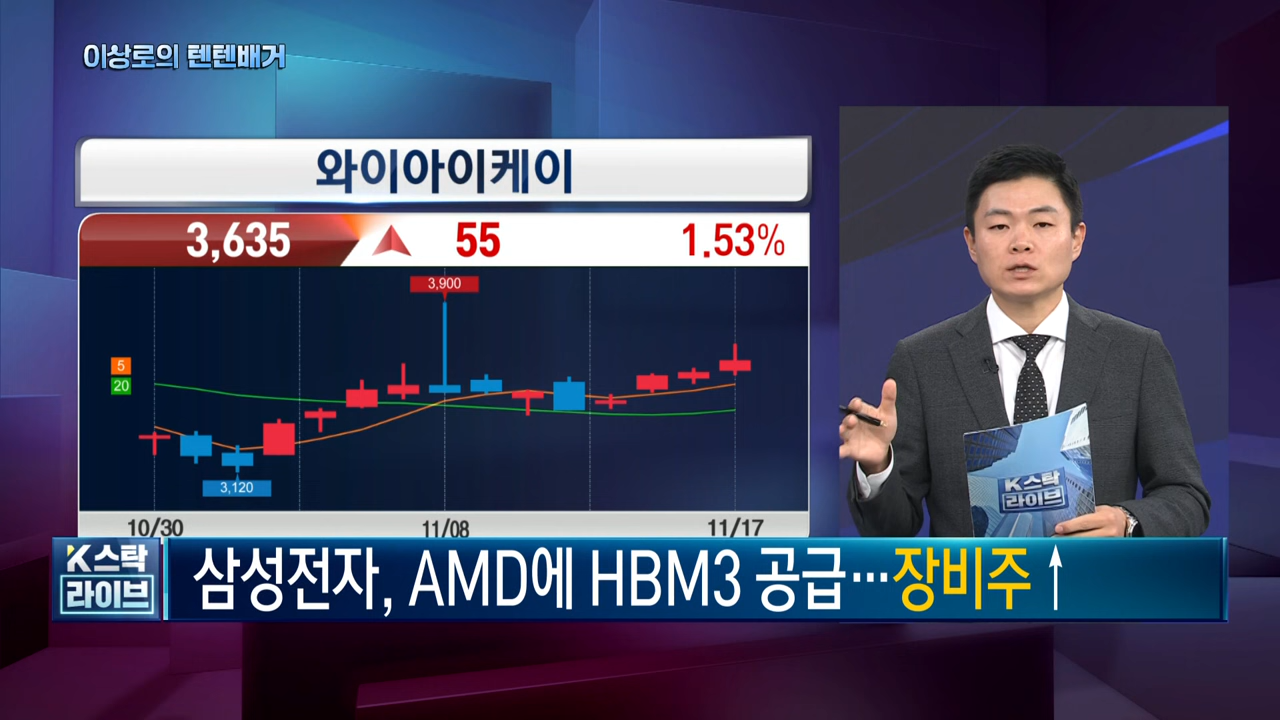 이상로의 텐텐배거
와이아이케이
3,635 55 1.53%
3,900
5
20
3,120
10/30 11/08 11/17
K스탁
라이브
K스탁
라이브
삼성전자, AMD에 HBM3 공급…장비주↑